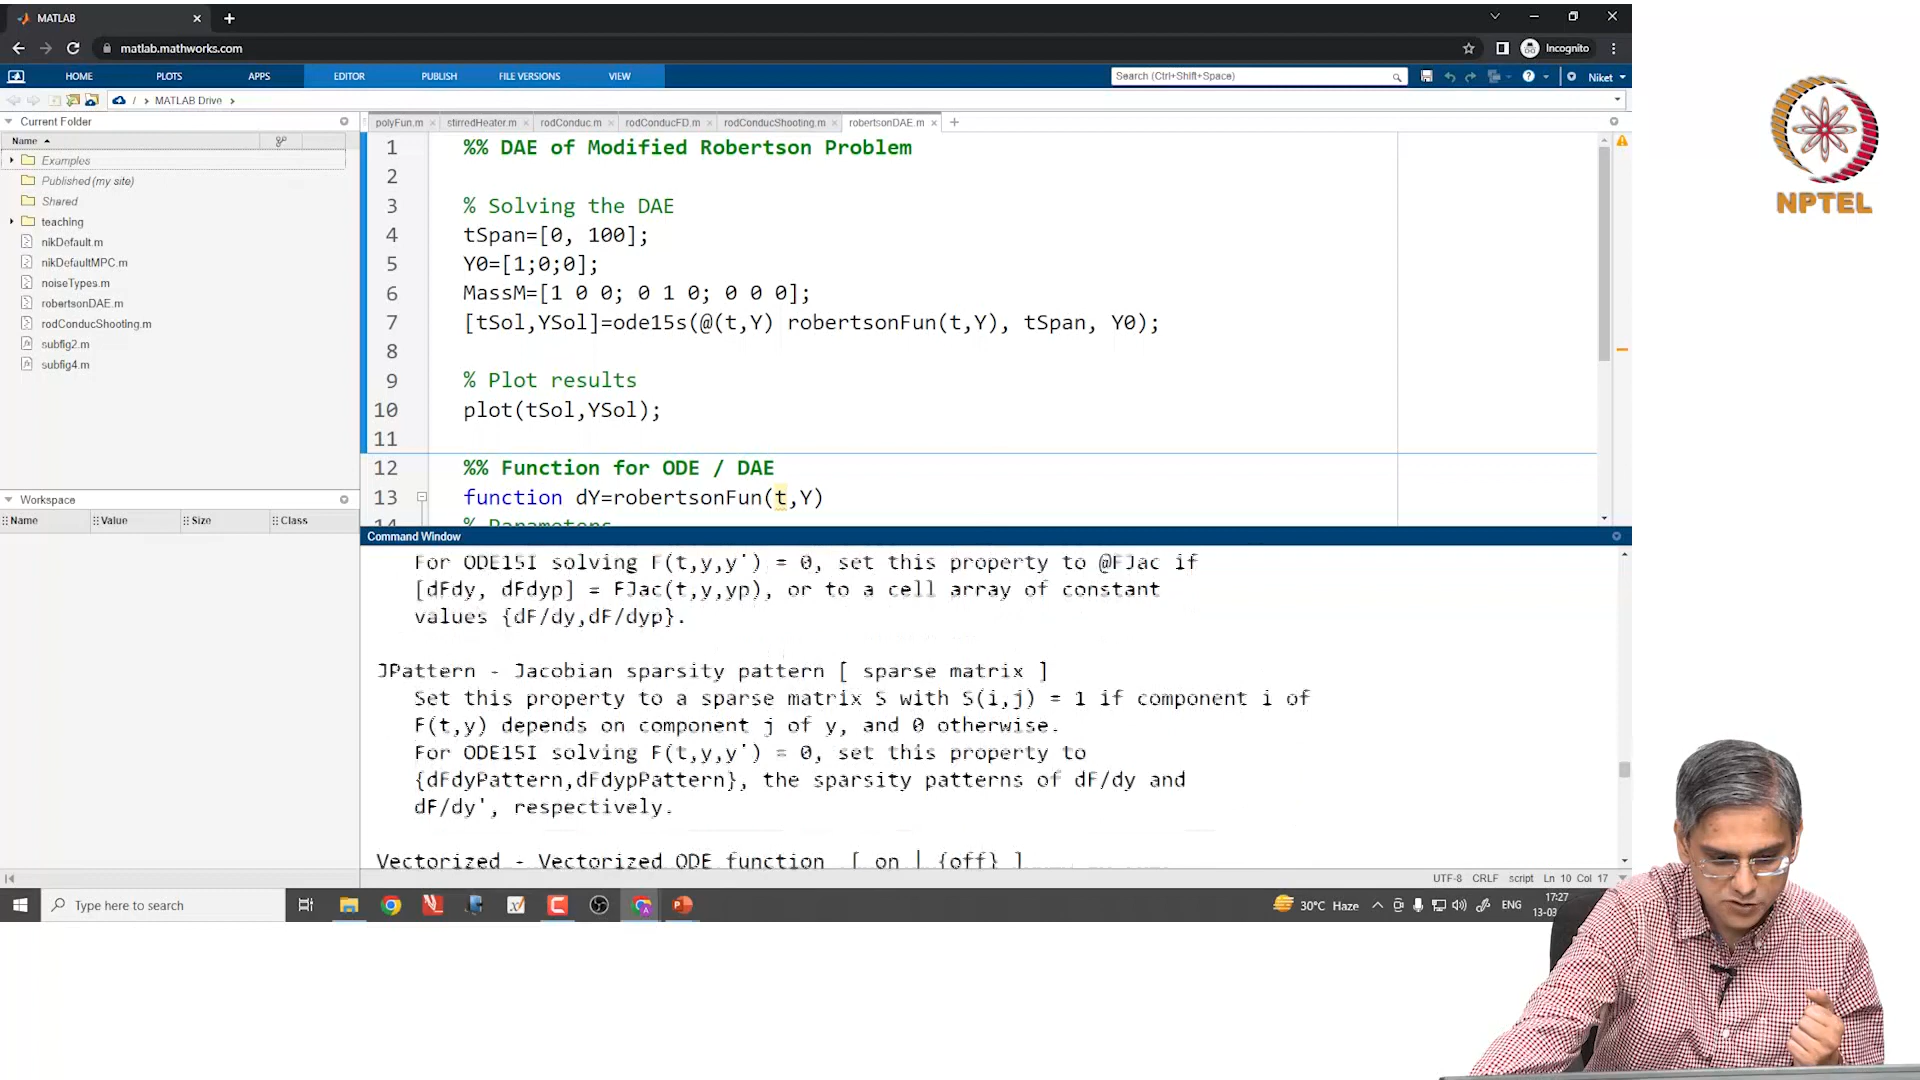 MATLAB
matlab.mathworks.com
Incognito
HOME PLOTS APPS EDITOR PUBLISH FILE VERSIONS VIEW
Search (Ctrl+Shift+Space)
Niket
/ > MATLAB Drive >
Current Folder
Name
Examples
Published (my site)
Shared
teaching
nikDefault.m
nikDefaultMPC.m
noiseTypes.m
robertsonDAE.m
rodConducShooting.m
subfig2.m
subfig4.m
Workspace
Name Value Size Class
polyFun.m stirredHeater.m rodConduc.m rodConducFD.m rodConducShooting.m robertsonDAE.m
1 %% DAE of Modified Robertson Problem
2
3 % Solving the DAE
4 tSpan=[0, 100];
5 Y0=[1;0;0];
6 MassM=[1 0 0; 0 1 0; 0 0 0];
7 [tSol,YSol]=ode15s(@(t,Y) robertsonFun(t,Y), tSpan, Y0);
8
9 % Plot results
10 plot(tSol,YSol);
11
12 %% Function for ODE / DAE
13 function dY=robertsonFun(t,Y)
14 % Parameters
Command Window
For ODE15I solving F(t,y,y') = 0, set this property to @FJac if
[dFdy, dFdyp] = FJac(t,y,yp), or to a cell array of constant
values {dF/dy,dF/dyp}.
JPattern - Jacobian sparsity pattern [ sparse matrix ]
Set this property to a sparse matrix S with S(i,j) = 1 if component i of
F(t,y) depends on component j of y, and 0 otherwise.
For ODE15I solving F(t,y,y') = 0, set this property to
{dFdyPattern,dFdypPattern}, the sparsity patterns of dF/dy and
dF/dy', respectively.
Vectorized - Vectorized ODE function [ on | {off} ]
UTF-8 CRLF script Ln 10 Col 17
Type here to search
30°C Haze
ENG
17:27
13-03
NPTEL